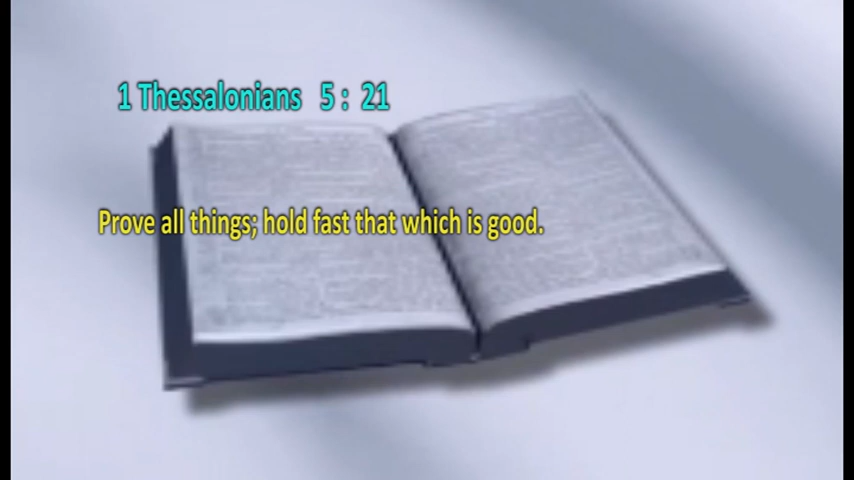 1 Thessalonians 5 : 21
Prove all things; hold fast that which is good.